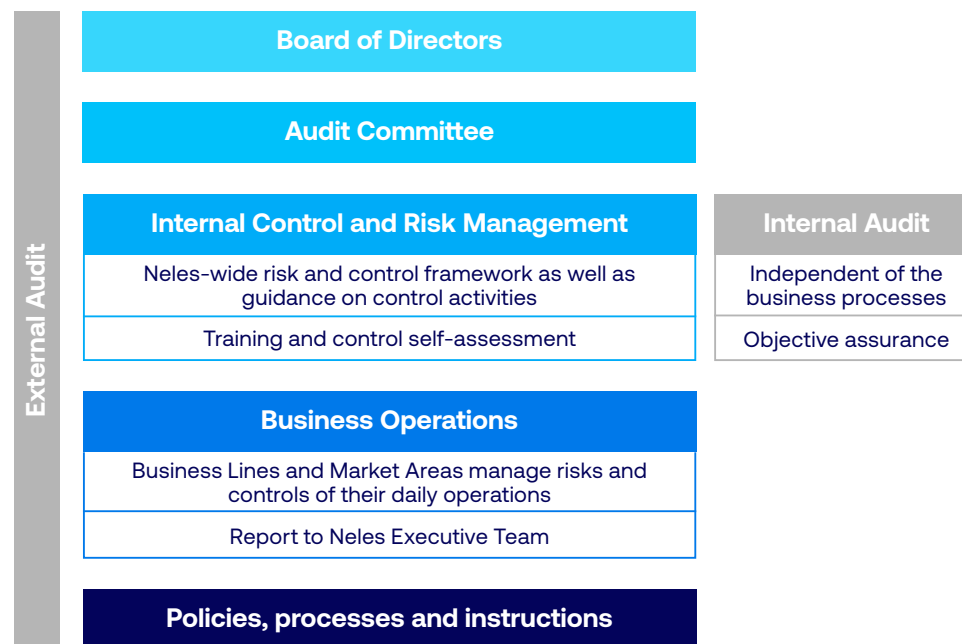 External Audit
Board of Directors
Audit Committee
Internal Control and Risk Management
Neles-wide risk and control framework as well as
guidance on control activities
Training and control self-assessment
Internal Audit
Independent of the
business processes
Objective assurance
Business Operations
Business Lines and Market Areas manage risks and
controls of their daily operations
Report to Neles Executive Team
Policies, processes and instructions